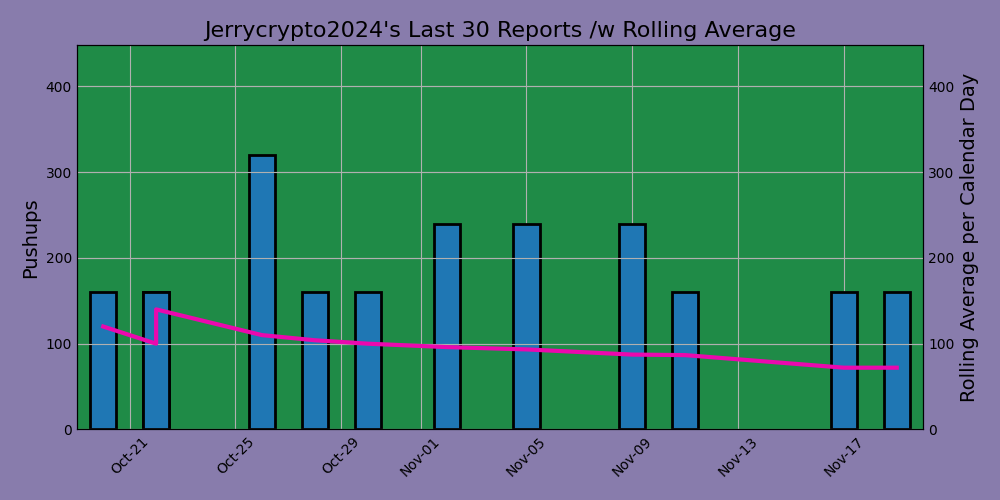 Jerrycrypto2024's Last 30 Reports /w Rolling Average
Pushups
400
300
200
100
0
400
300
200
100
0
Rolling Average per Calendar Day
Oct-21
Oct-25
Oct-29
Nov-01
Nov-05
Nov-09
Nov-13
Nov-17